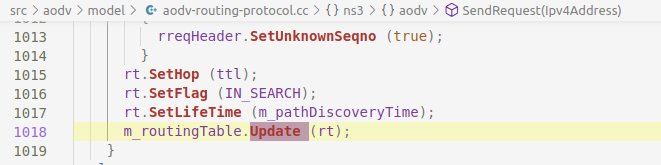 src > aodv > model > aodv-routing-protocol.cc > {} ns3 > {} aodv > SendRequest(Ipv4Address)
1012 {
1013 rreqHeader.SetUnknownSeqno (true);
1014 }
1015 rt.SetHop (ttl);
1016 rt.SetFlag (IN_SEARCH);
1017 rt.SetLifeTime (m_pathDiscoveryTime);
1018 m_routingTable.Update (rt);
1019 }